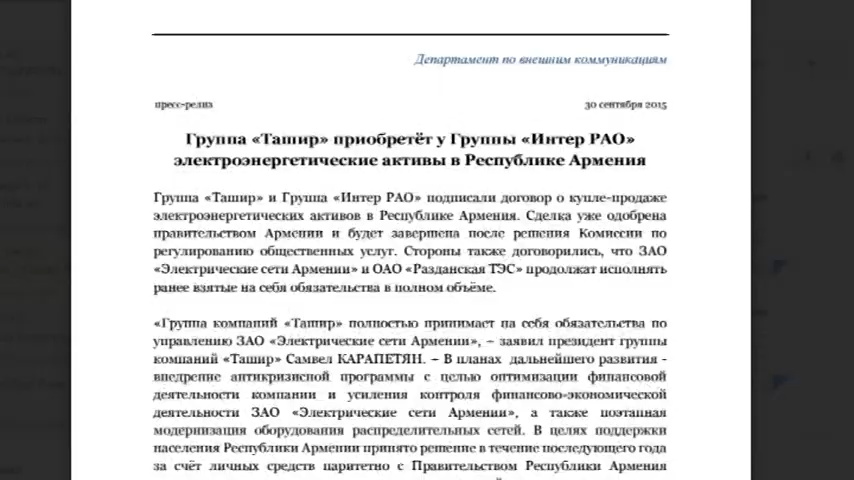 Департамент по внешним коммуникациям
пресс-релиз
30 сентября 2015
Группа «Ташир» приобретёт у Группы «Интер РАО»
электроэнергетические активы в Республике Армения
Группа «Ташир» и Группа «Интер РАО» подписали договор о купле-продаже
электроэнергетических активов в Республике Армения. Сделка уже одобрена
правительством Армении и будет завершена после решения Комиссии по
регулированию общественных услуг. Стороны также договорились, что ЗАО
«Электрические сети Армении» и ОАО «Разданская ТЭС» продолжат исполнять
ранее взятые на себя обязательства в полном объёме.
«Группа компаний «Ташир» полностью принимает на себя обязательства по
управлению ЗАО «Электрические сети Армении», – заявил президент группы
компаний «Ташир» Самвел КАРАПЕТЯН. – В планах дальнейшего развития -
внедрение антикризисной программы с целью оптимизации финансовой
деятельности компании и усиления контроля финансово-экономической
деятельности ЗАО «Электрические сети Армении», а также поэтапная
модернизация оборудования распределительных сетей. В целях поддержки
населения Республики Армении принято решение в течение последующего года
за счёт личных средств паритетно с Правительством Республики Армения